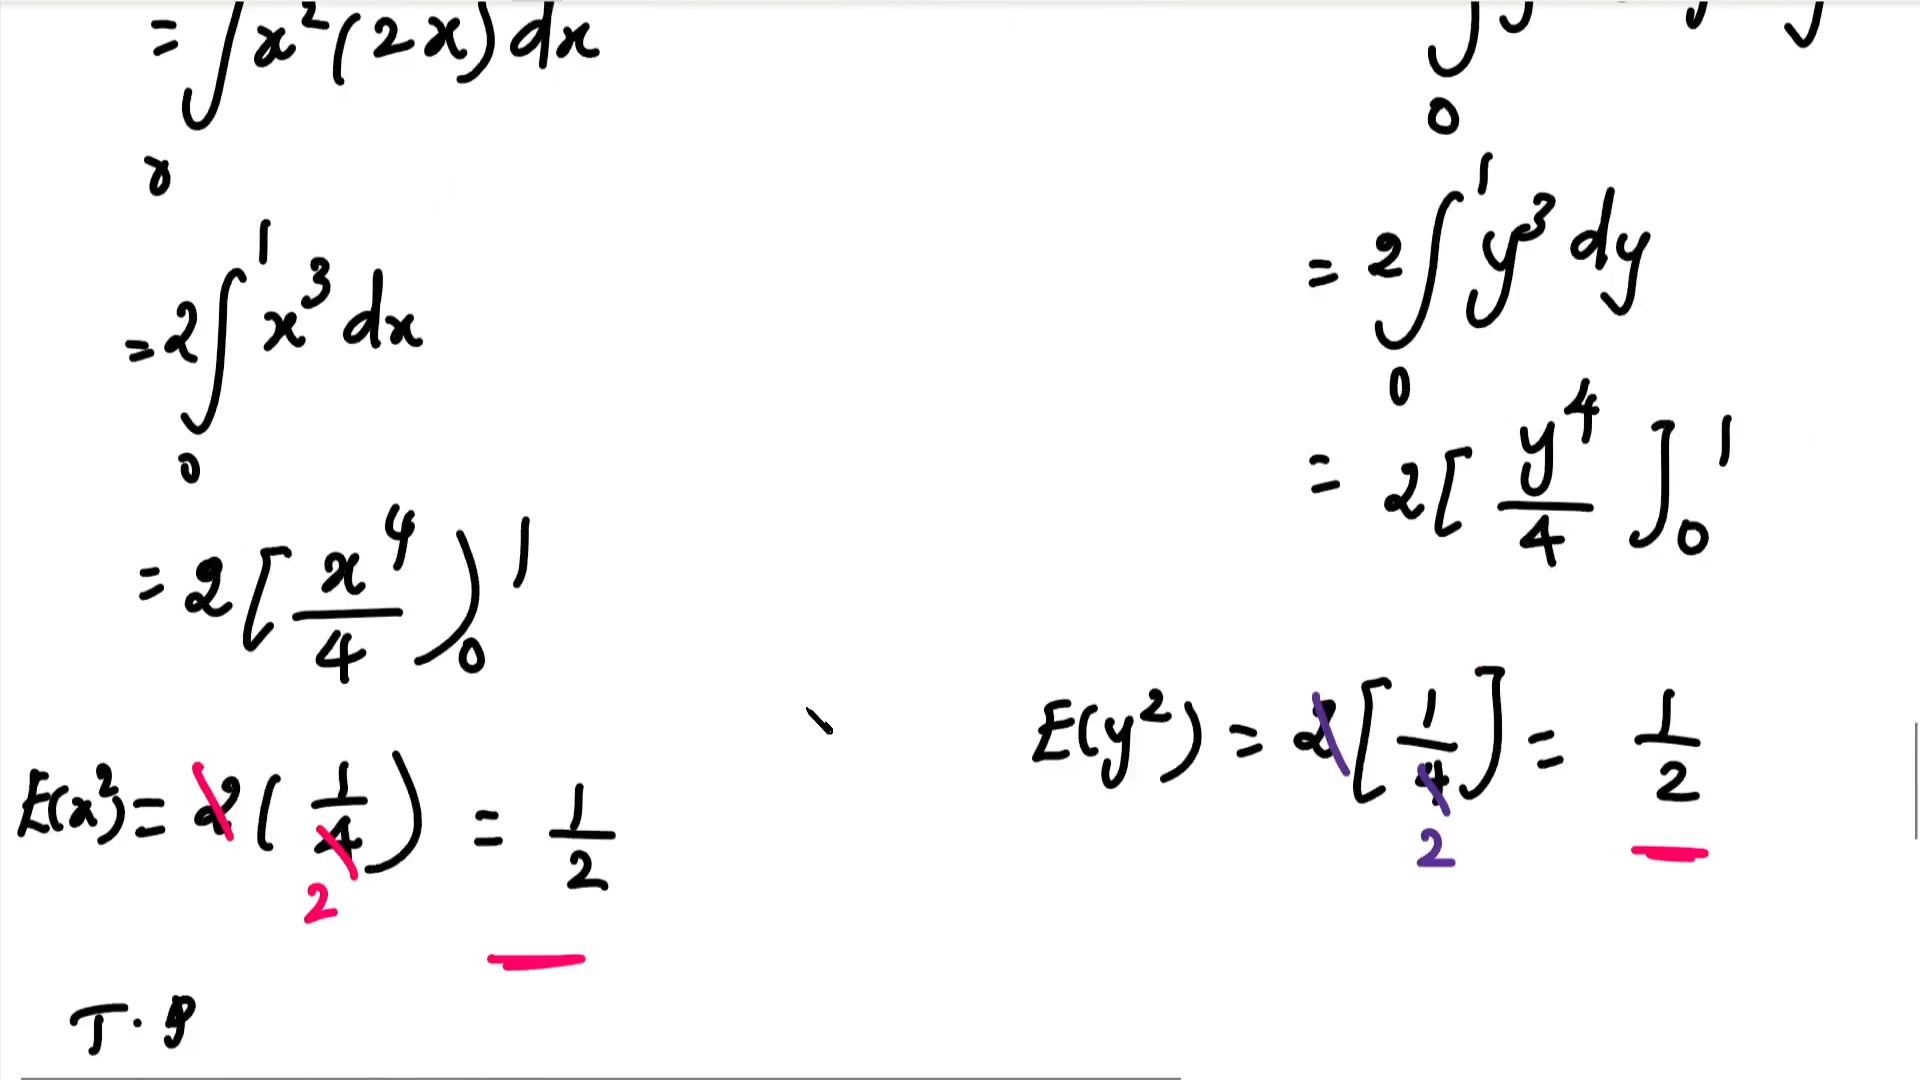 = ∫₀ x²(2x) dx
= 2 ∫₀¹ x³ dx
= 2 [x⁴/4)₀¹
E(x²) = 2 (1/4) = 1/2
2
T.P
∫₀
= 2 ∫₀¹ y³ dy
= 2 [y⁴/4]₀¹
E(y²) = 2 [1/4] = 1/2
2